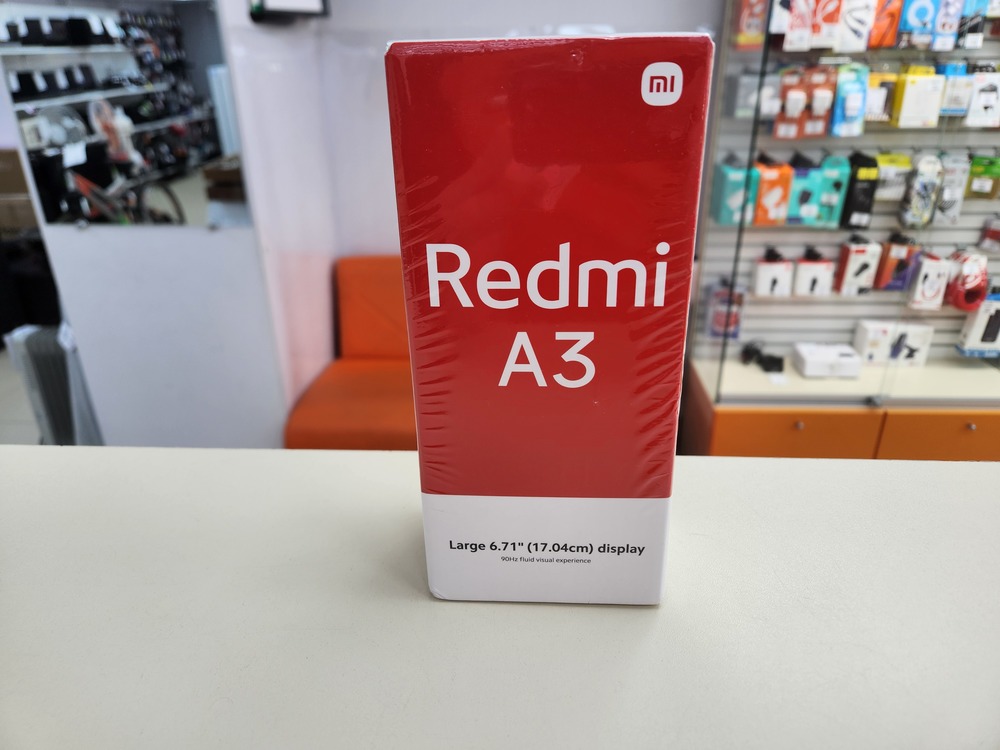 mi
Redmi
A3
Large 6.71" (17.04cm) display
90Hz fluid visual experience